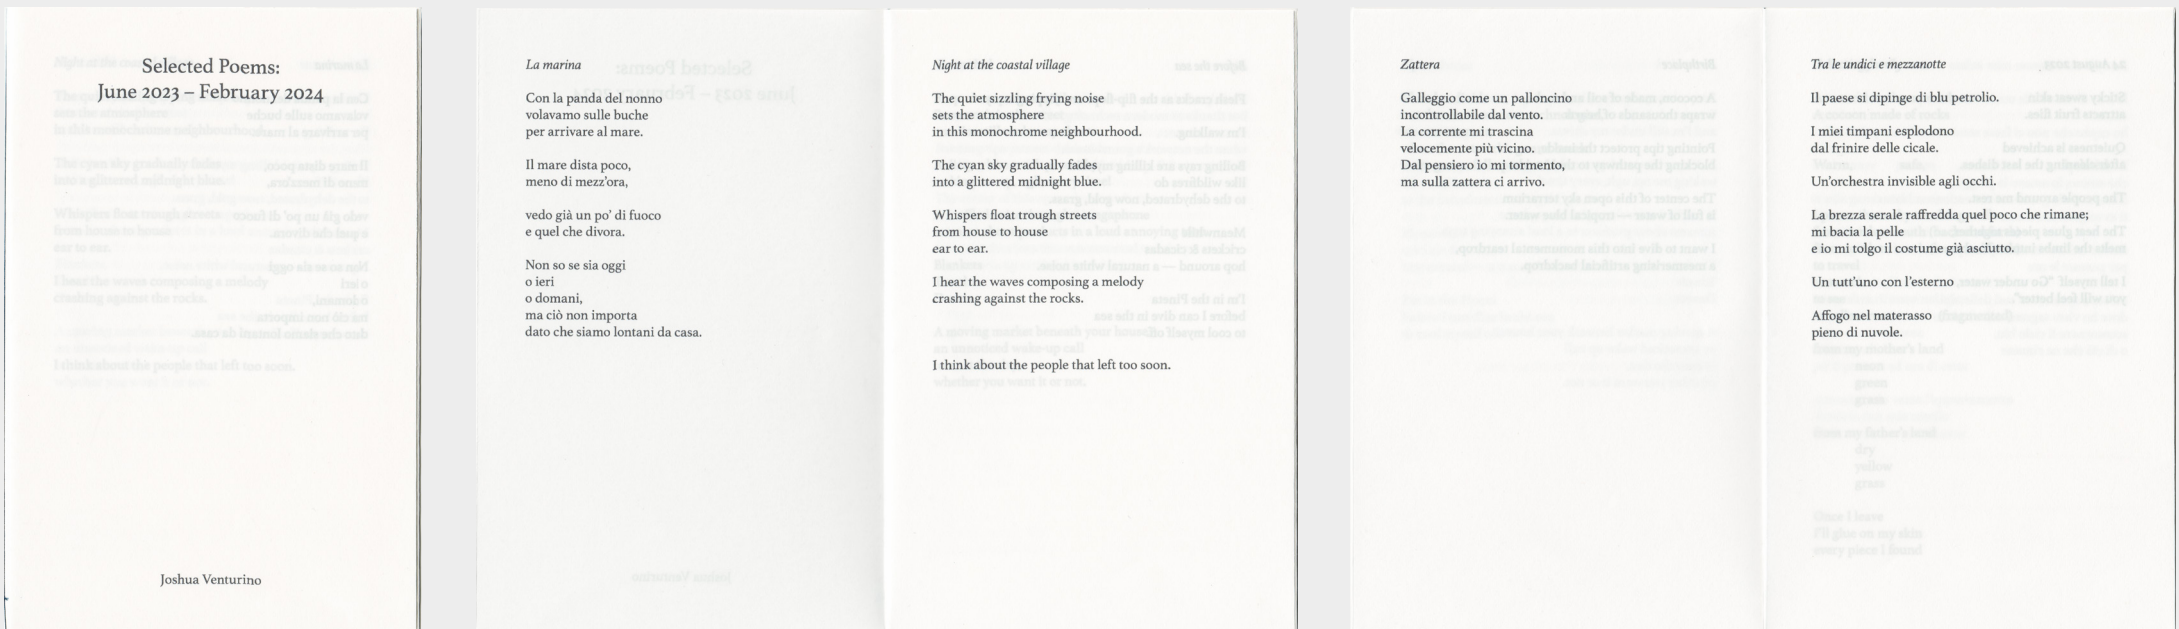 Selected Poems:
June 2023 – February 2024
Joshua Venturino
La marina
Con la panda del nonno
volavamo sulle buche
per arrivare al mare.
Il mare dista poco,
meno di mezz'ora,
vedo già un po' di fuoco
e quel che divora.
Non so se sia oggi
o ieri
o domani,
ma ciò non importa
dato che siamo lontani da casa.
Night at the coastal village
The quiet sizzling frying noise
sets the atmosphere
in this monochrome neighbourhood.
The cyan sky gradually fades
into a glittered midnight blue.
Whispers float trough streets
from house to house
ear to ear.
I hear the waves composing a melody
crashing against the rocks.
I think about the people that left too soon.
Zattera
Galleggio come un palloncino
incontrollabile dal vento.
La corrente mi trascina
velocemente più vicino.
Dal pensiero io mi tormento,
ma sulla zattera ci arrivo.
Tra le undici e mezzanotte
Il paese si dipinge di blu petrolio.
I miei timpani esplodono
dal frinire delle cicale.
Un'orchestra invisibile agli occhi.
La brezza serale raffredda quel poco che rimane;
mi bacia la pelle
e io mi tolgo il costume già asciutto.
Un tutt'uno con l'esterno
Affogo nel materasso
pieno di nuvole.